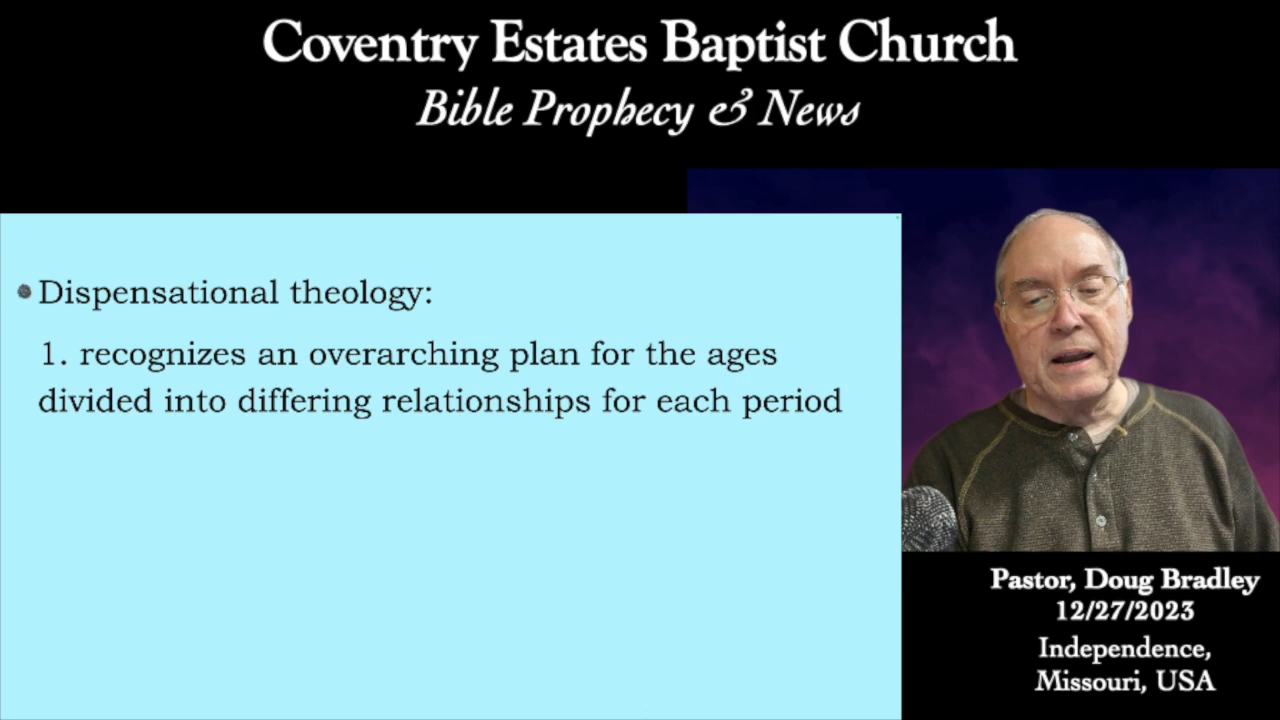 Coventry Estates Baptist Church
Bible Prophecy & News
• Dispensational theology:
1. recognizes an overarching plan for the ages
divided into differing relationships for each period
Pastor, Doug Bradley
12/27/2023
Independence,
Missouri, USA